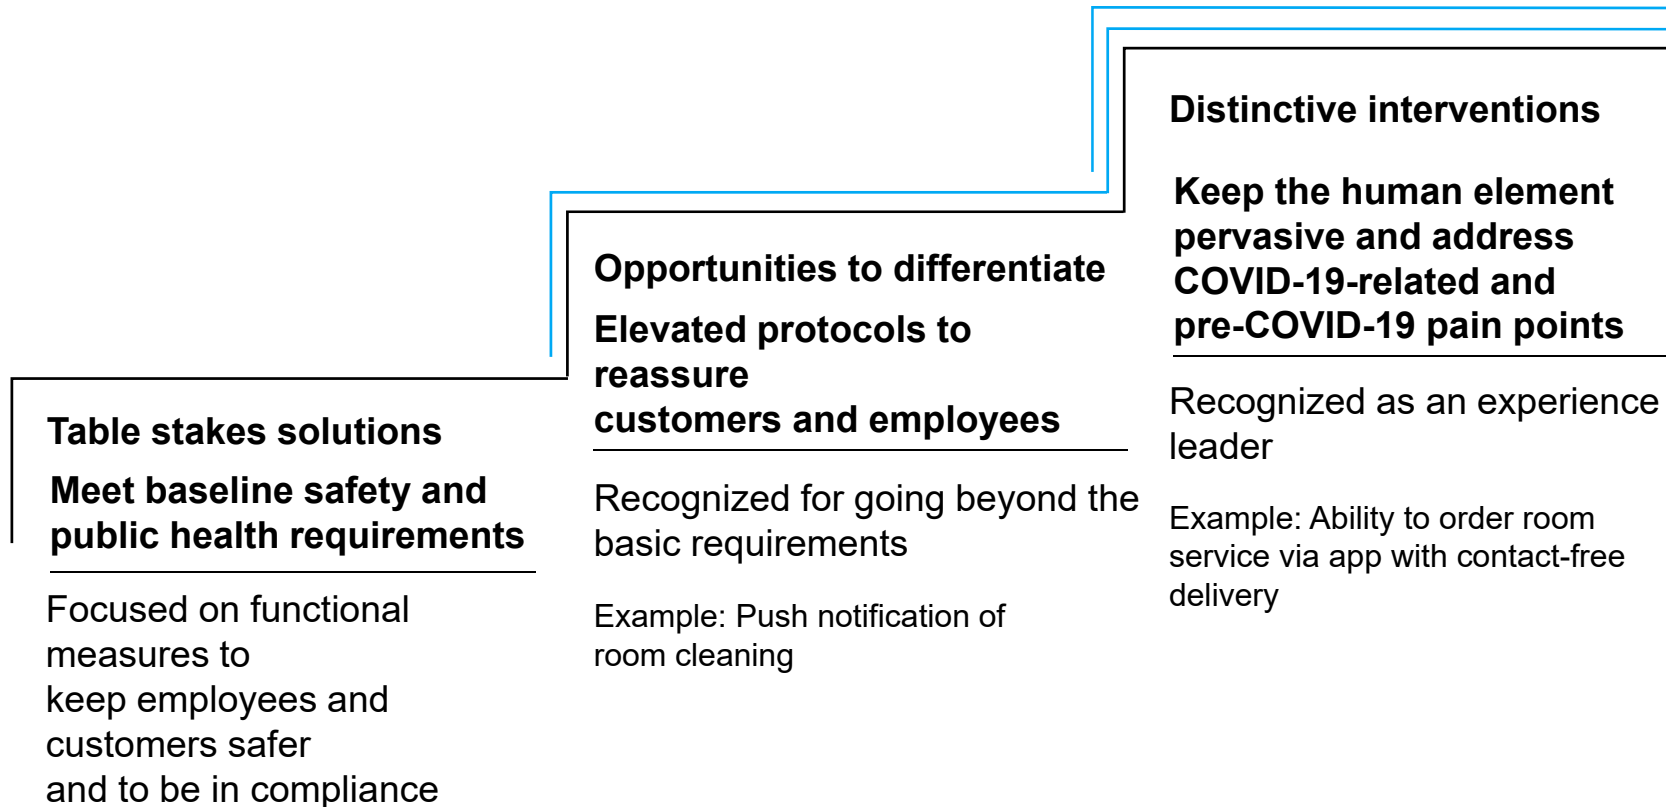 Table stakes solutions
Meet baseline safety and
public health requirements
Focused on functional
measures to
keep employees and
customers safer
and to be in compliance
Opportunities to differentiate
Elevated protocols to
reassure
customers and employees
Recognized for going beyond the
basic requirements
Example: Push notification of
room cleaning
Distinctive interventions
Keep the human element
pervasive and address
COVID-19-related and
pre-COVID-19 pain points
Recognized as an experience
leader
Example: Ability to order room
service via app with contact-free
delivery